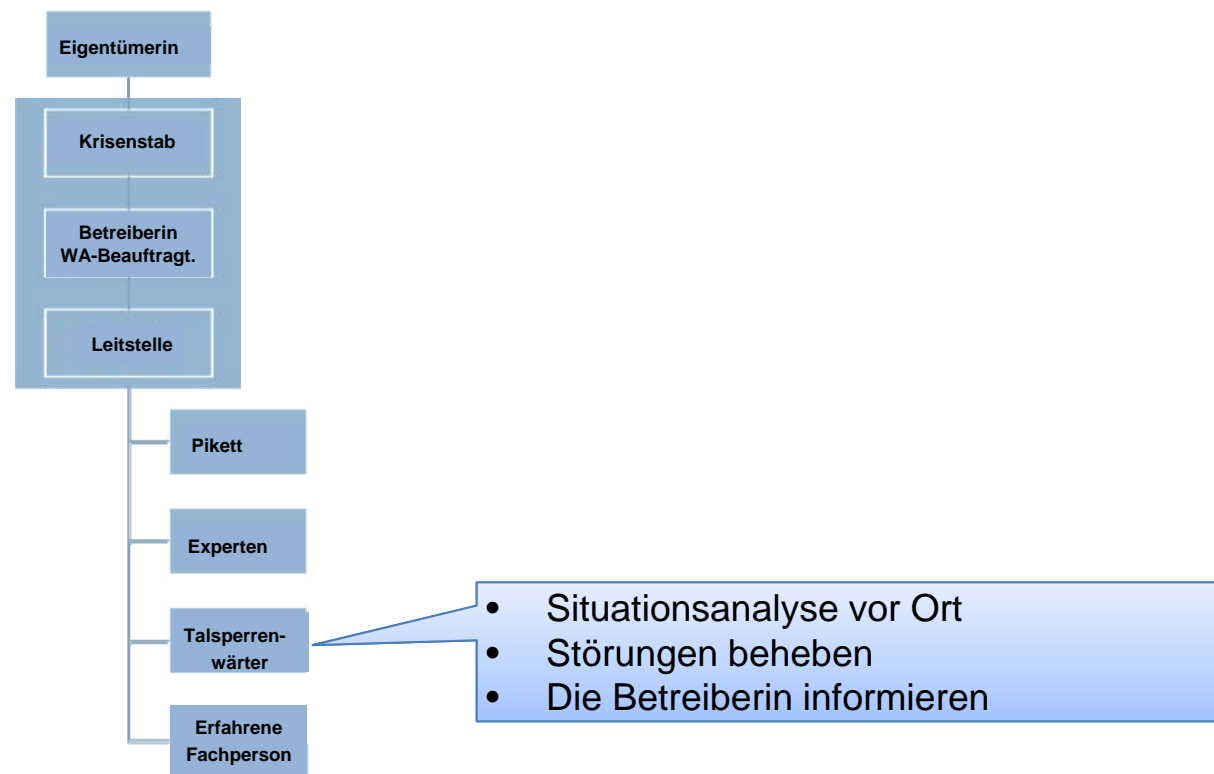 Eigentümerin
Krisenstab
Betreiberin
WA-Beauftragt.
Leitstelle
Pikett
Experten
Talsperren-
wärter
• Situationsanalyse vor Ort
• Störungen beheben
• Die Betreiberin informieren
Erfahrene
Fachperson